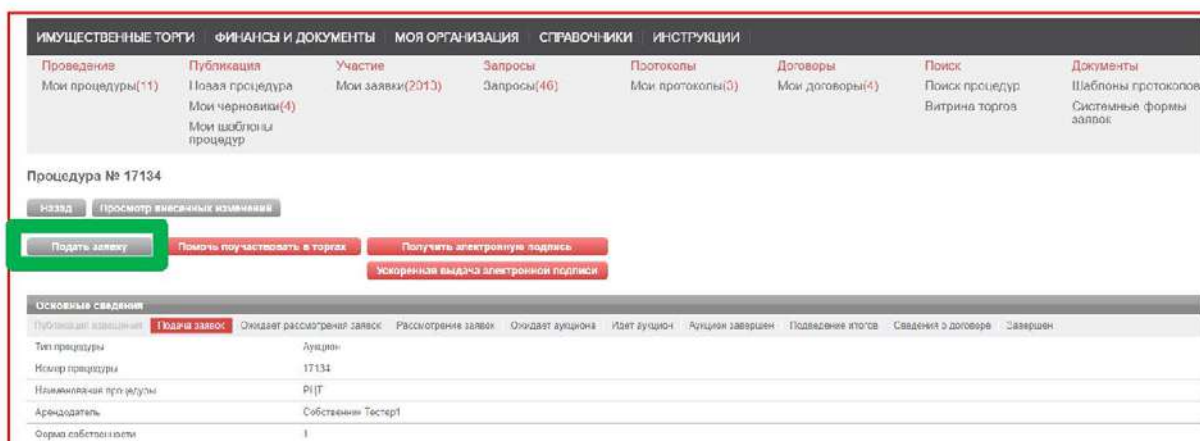 ИМУЩЕСТВЕННЫЕ ТОРГИ ФИНАНСЫ И ДОКУМЕНТЫ МОЯ ОРГАНИЗАЦИЯ СПРАВОЧНИКИ ИНСТРУКЦИИ
Проведение Публикация Участие Запросы Протоколы Договоры Поиск Документы
Мои процедуры(11) Новая процедура Мои заявки(2013) Запросы(46) Мои протоколы(3) Мои договоры(4) Поиск процедур Шаблоны протоколов
Мои черновики(4) Витрина торгов Системные формы
Мои шаблоны заявок
процедур
Процедура № 17134
Назад Просмотр внесенных изменений
Подать заявку Помочь поучаствовать в торгах Получить электронную подпись
Ускоренная выдача электронной подписи
Основные сведения
Публикация извещения Подача заявок Ожидает рассмотрения заявок Рассмотрение заявок Ожидает аукциона Идет аукцион Аукцион завершен Подведение итогов Сведения о договоре Завершен
Тип процедуры Аукцион
Номер процедуры 17134
Наименование процедуры
Арендодатель Собственник Тестер1
Форма собственности 1